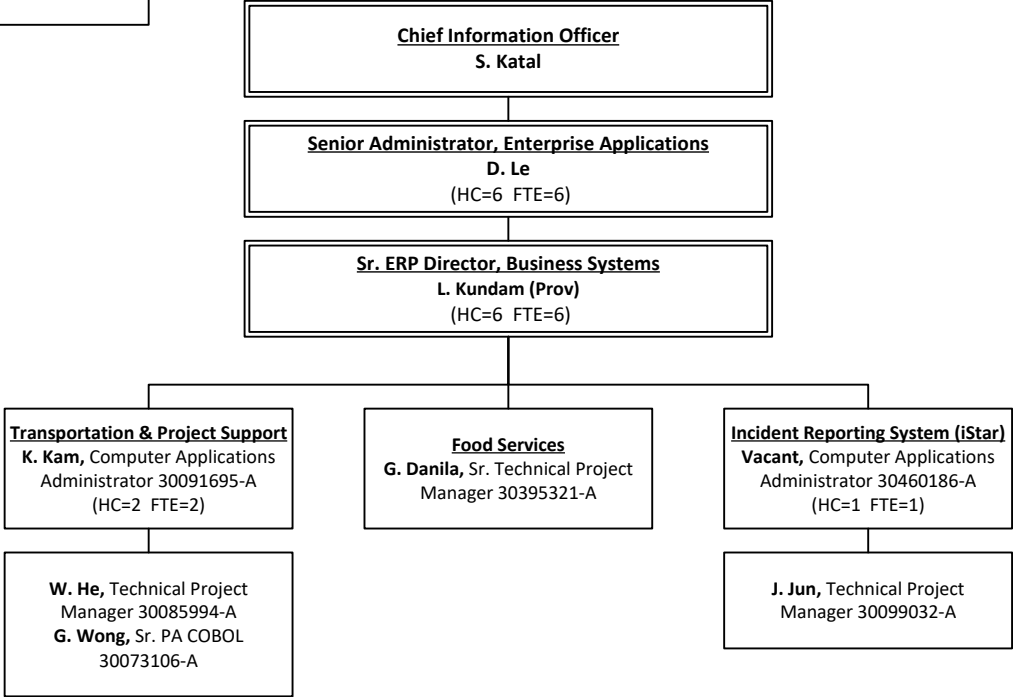 Chief Information Officer
S. Katal
Senior Administrator, Enterprise Applications
D. Le
(HC=6 FTE=6)
Sr. ERP Director, Business Systems
L. Kundam (Prov)
(HC=6 FTE=6)
Transportation & Project Support
K. Kam, Computer Applications
Administrator 30091695-A
(HC=2 FTE=2)
Food Services
G. Danila, Sr. Technical Project
Manager 30395321-A
Incident Reporting System (iStar)
Vacant, Computer Applications
Administrator 30460186-A
(HC=1 FTE=1)
W. He, Technical Project
Manager 30085994-A
G. Wong, Sr. PA COBOL
30073106-A
J. Jun, Technical Project
Manager 30099032-A